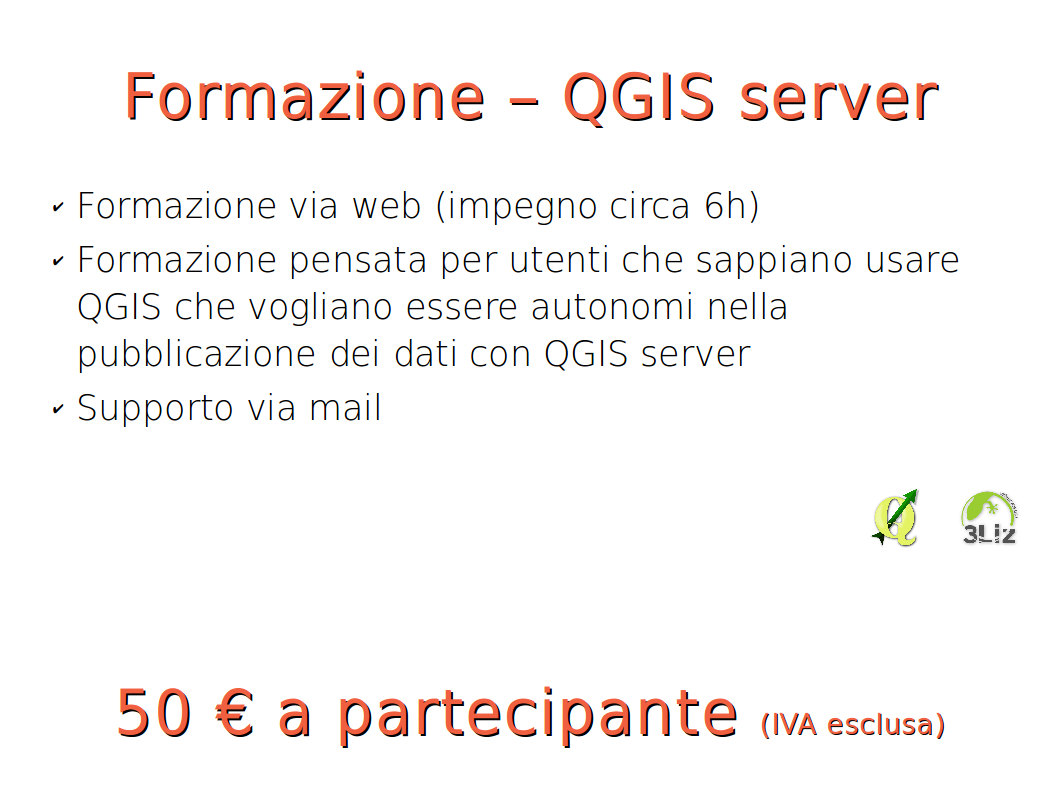 Formazione – QGIS server
✔ Formazione via web (impegno circa 6h)
✔ Formazione pensata per utenti che sappiano usare
QGIS che vogliano essere autonomi nella
pubblicazione dei dati con QGIS server
✔ Supporto via mail
3Liz
50 € a partecipante (IVA esclusa)